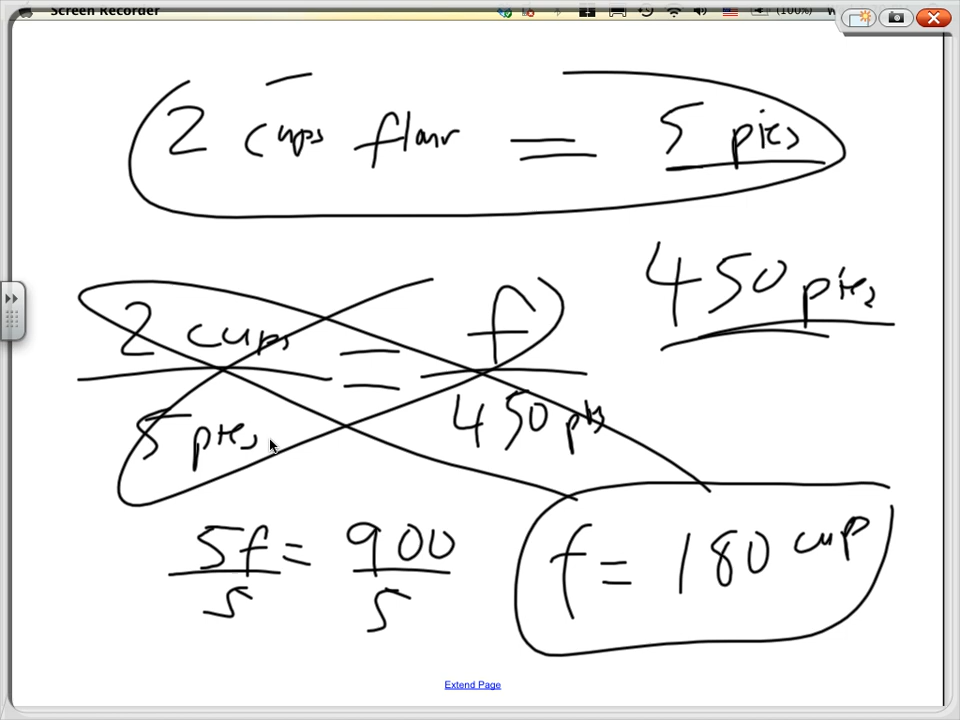 Screen Recorder
(100%)
2 cups flour = 5 pies
450 pies
2 cups = f
5 pies 450 pies
5f = 900
5 5
f = 180 cup
Extend Page